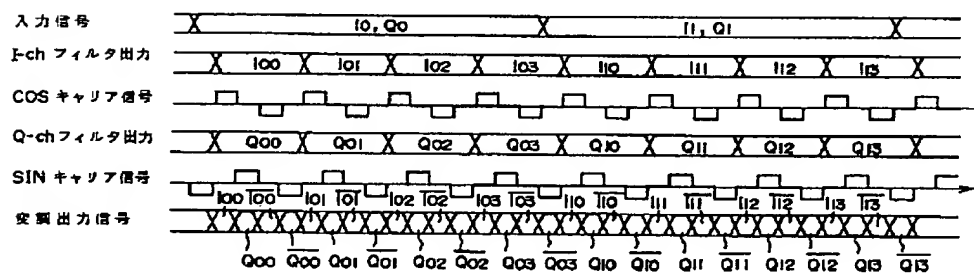 入力信号 I0, Q0 I1, Q1
I-ch フィルタ出力 I00 I01 I02 I03 I10 I11 I12 I13
COS キャリア信号
Q-ch フィルタ出力 Q00 Q01 Q02 Q03 Q10 Q11 Q12 Q13
SIN キャリア信号
I00 I̅0̅0̅ I01 I̅0̅1̅ I02 I̅0̅2̅ I03 I̅0̅3̅ I10 I̅1̅0̅ I11 I̅1̅1̅ I12 I̅1̅2̅ I13 I̅1̅3̅
変調出力信号
Q00 Q̅0̅0̅ Q01 Q̅0̅1̅ Q02 Q̅0̅2̅ Q03 Q̅0̅3̅ Q10 Q̅1̅0̅ Q11 Q̅1̅1̅ Q12 Q̅1̅2̅ Q13 Q̅1̅3̅